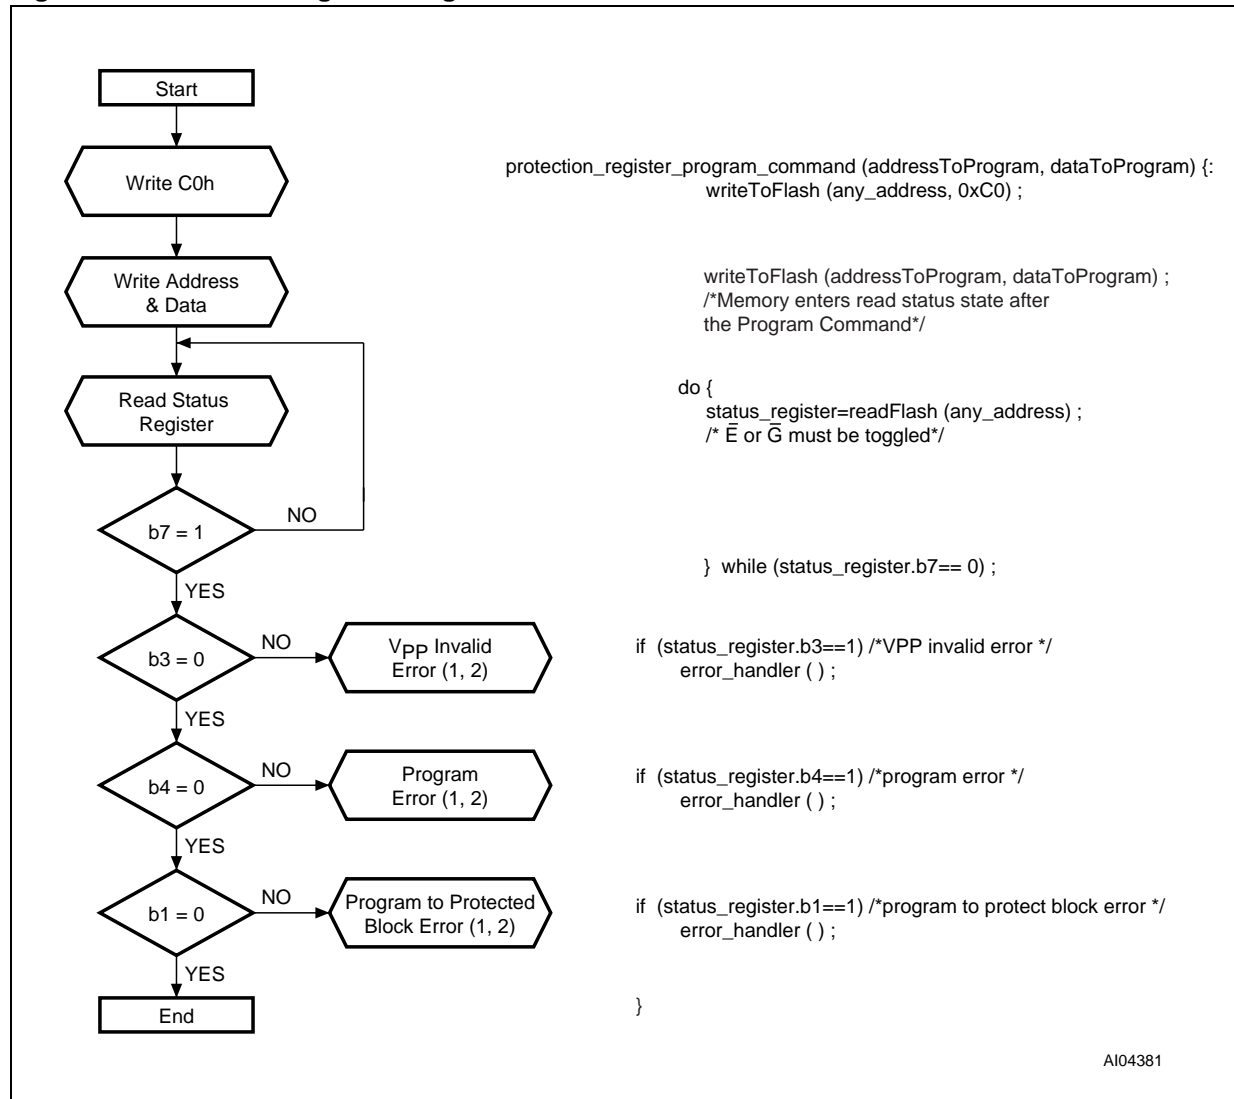 Start
Write C0h
protection_register_program_command (addressToProgram, dataToProgram) {:
writeToFlash (any_address, 0xC0) ;
Write Address
& Data
writeToFlash (addressToProgram, dataToProgram) ;
/*Memory enters read status state after
the Program Command*/
Read Status
Register
do {
status_register=readFlash (any_address) ;
/* E̅ or G̅ must be toggled*/
b7 = 1
NO
} while (status_register.b7== 0) ;
YES
b3 = 0
NO
VPP Invalid
Error (1, 2)
if (status_register.b3==1) /*VPP invalid error */
error_handler ( ) ;
YES
b4 = 0
NO
Program
Error (1, 2)
if (status_register.b4==1) /*program error */
error_handler ( ) ;
YES
b1 = 0
NO
Program to Protected
Block Error (1, 2)
if (status_register.b1==1) /*program to protect block error */
error_handler ( ) ;
YES
End
}
AI04381